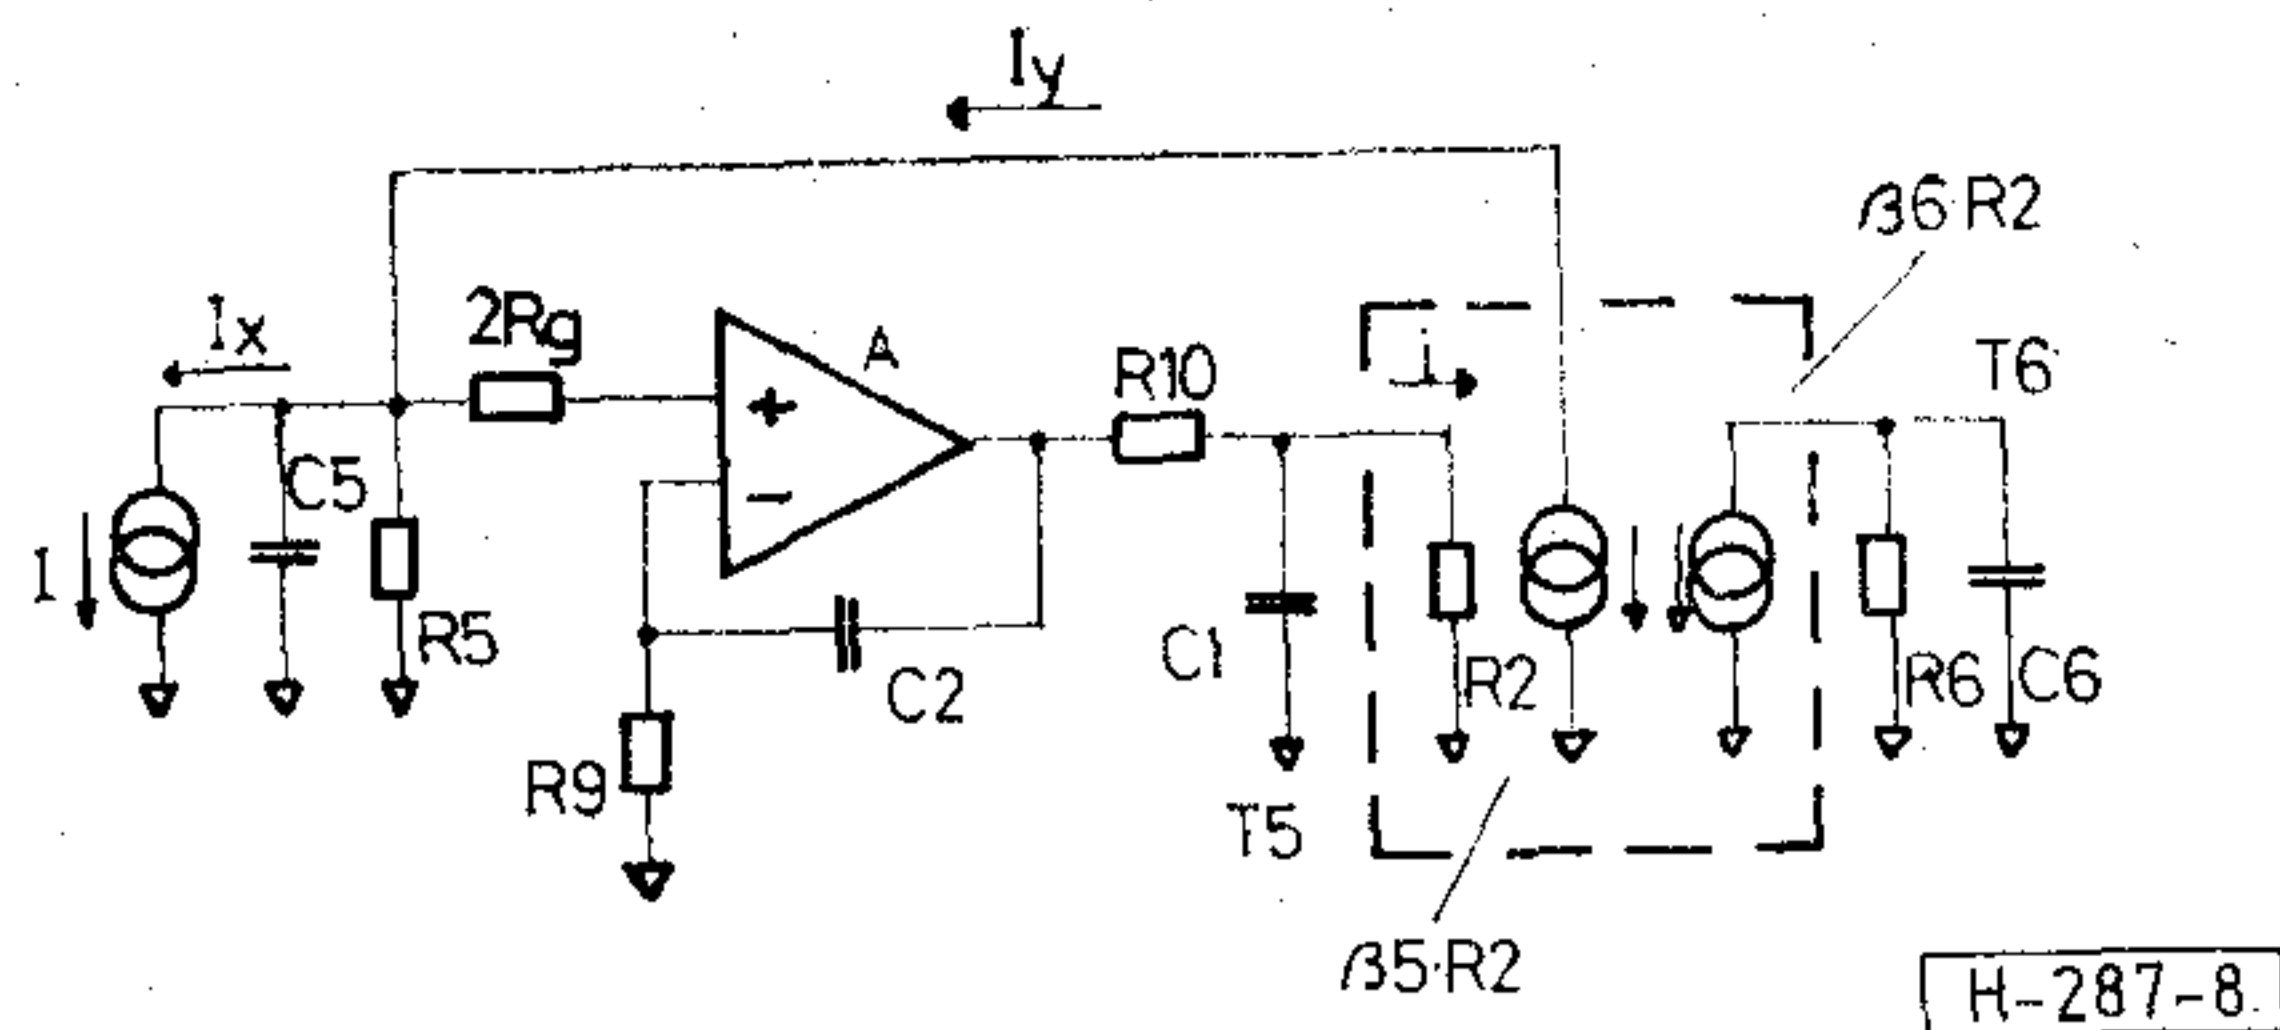 Iy
β6·R2
Ix
2Rg
A
R10
i
T6
+
C5
−
I
R5
C2
C1
R2
R6
C6
R9
T5
β5·R2
H-287-8